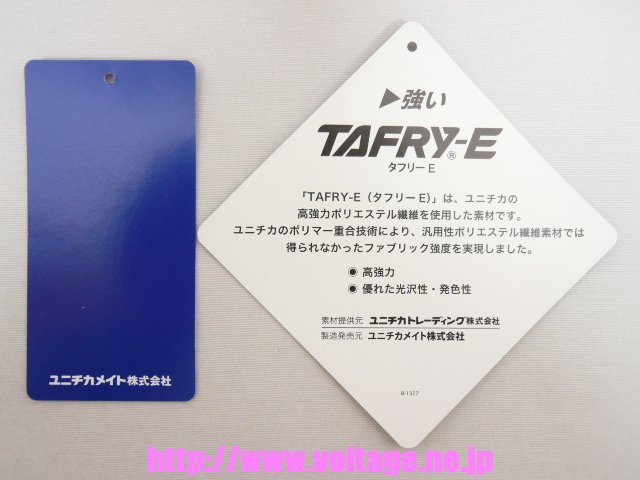 ユニチカメイト株式会社
▶強い
TAFRY-E®
タフリーE
「TAFRY-E（タフリーE）」は、ユニチカの
高強力ポリエステル繊維を使用した素材です。
ユニチカのポリマー重合技術により、汎用性ポリエステル繊維素材では
得られなかったファブリック強度を実現しました。
● 高強力
● 優れた光沢性・発色性
素材提供元 ユニチカトレーディング株式会社
製造発売元 ユニチカメイト株式会社
B-1327
http://www.voltage.ne.jp